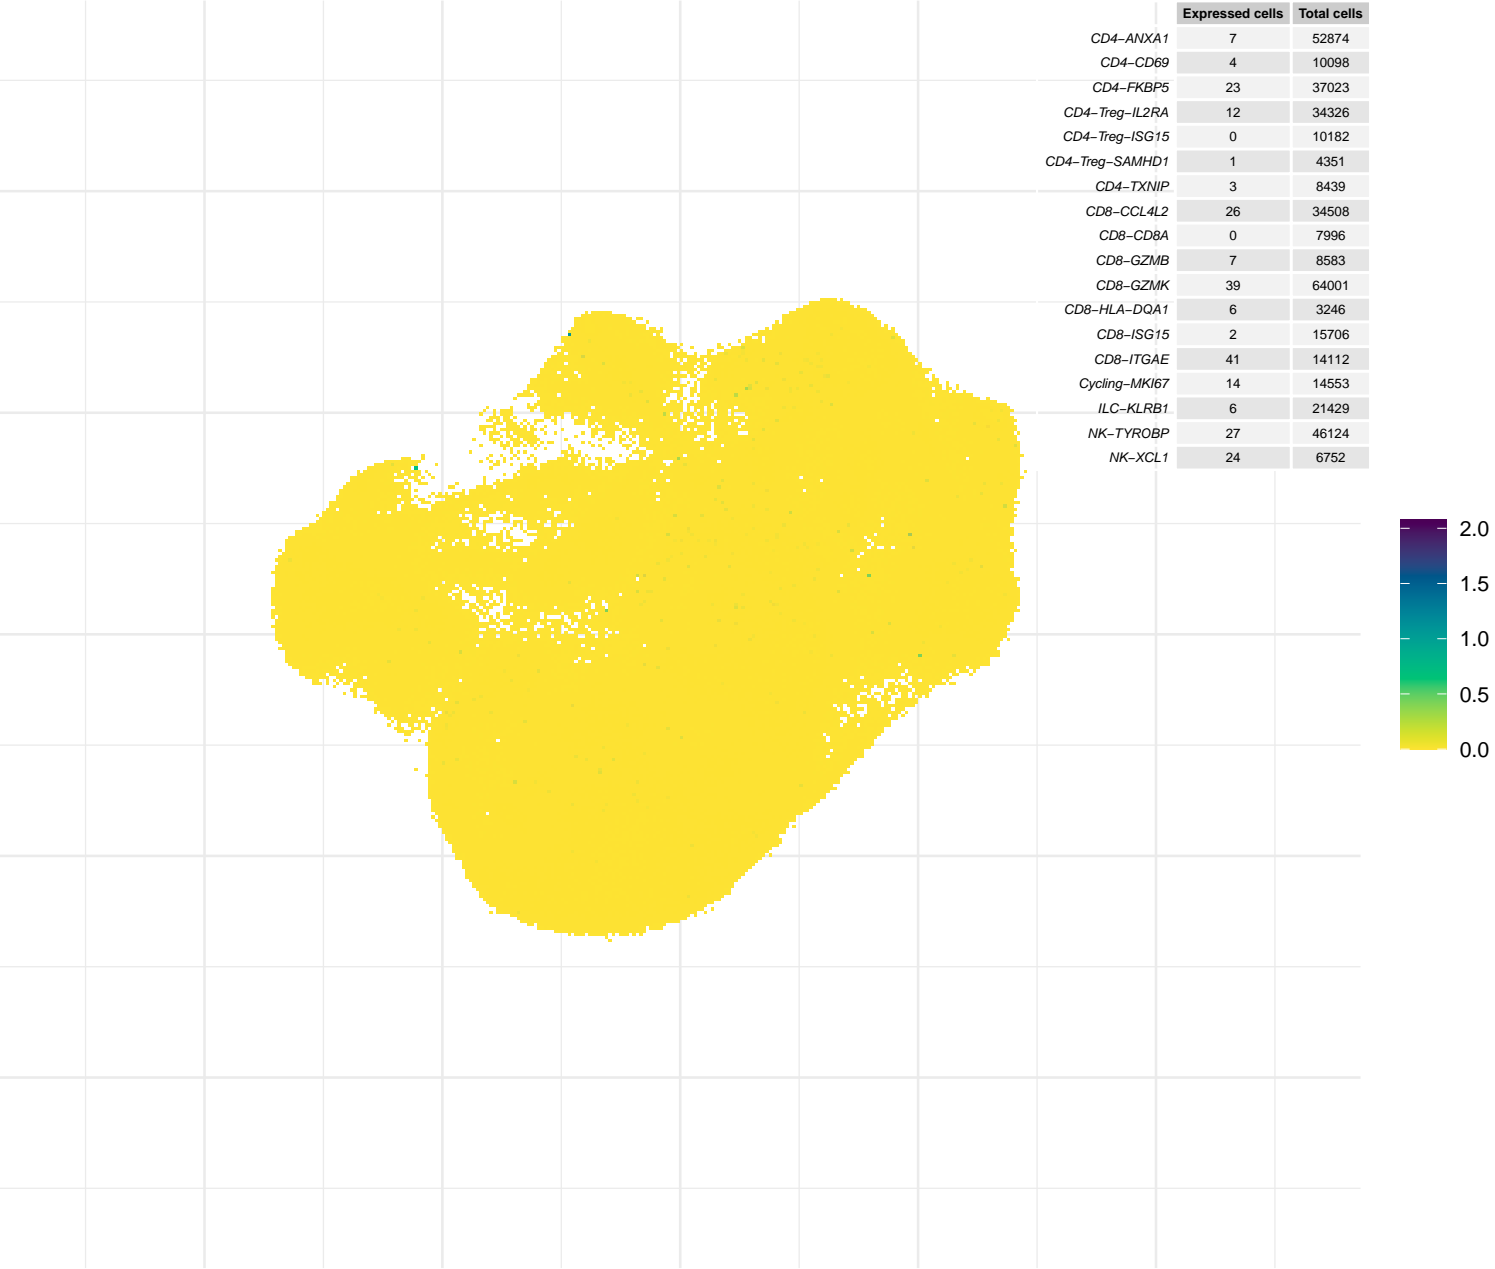 Expressed cells Total cells
CD4−ANXA1 7 52874
CD4−CD69 4 10098
CD4−FKBP5 23 37023
CD4−Treg−IL2RA 12 34326
CD4−Treg−ISG15 0 10182
CD4−Treg−SAMHD1 1 4351
CD4−TXNIP 3 8439
CD8−CCL4L2 26 34508
CD8−CD8A 0 7996
CD8−GZMB 7 8583
CD8−GZMK 39 64001
CD8−HLA−DQA1 6 3246
CD8−ISG15 2 15706
CD8−ITGAE 41 14112
Cycling−MKI67 14 14553
ILC−KLRB1 6 21429
NK−TYROBP 27 46124
NK−XCL1 24 6752
2.0
1.5
1.0
0.5
0.0